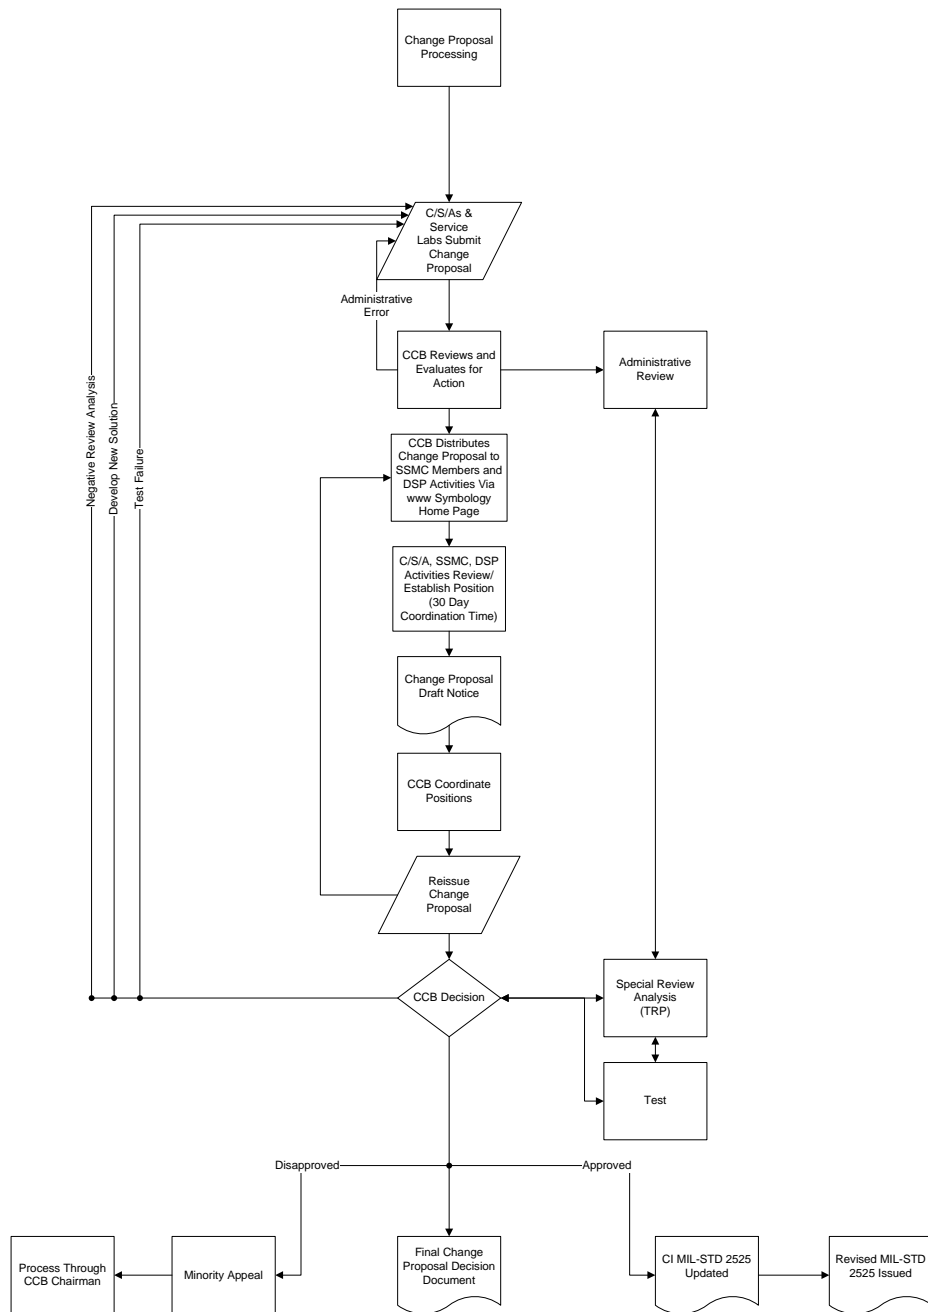 Change Proposal
Processing
C/S/As &
Service
Labs Submit
Change
Proposal
Administrative
Error
CCB Reviews and
Evaluates for
Action
Administrative
Review
Negative Review Analysis
Develop New Solution
Test Failure
CCB Distributes
Change Proposal to
SSMC Members and
DSP Activities Via
www Symbology
Home Page
C/S/A, SSMC, DSP
Activities Review/
Establish Position
(30 Day
Coordination Time)
Change Proposal
Draft Notice
CCB Coordinate
Positions
Reissue
Change
Proposal
CCB Decision
Special Review
Analysis
(TRP)
Test
Disapproved
Approved
Process Through
CCB Chairman
Minority Appeal
Final Change
Proposal Decision
Document
CI MIL-STD 2525
Updated
Revised MIL-STD
2525 Issued